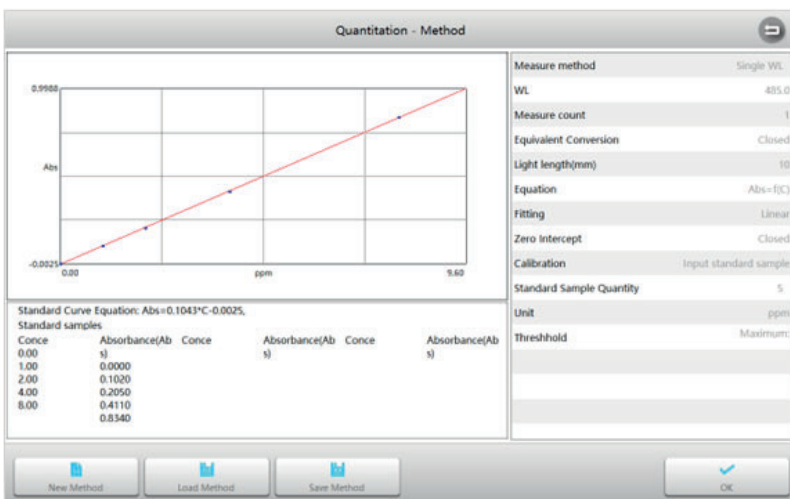 Quantitation - Method
0.9988
Abs
-0.0025
0.00
ppm
9.60
Standard Curve Equation: Abs=0.1043*C-0.0025,
Standard samples
Conce Absorbance(Ab Conce Absorbance(Ab Conce Absorbance(Ab
0.00 s) s) s)
1.00 0.0000
2.00 0.1020
4.00 0.2050
8.00 0.4110
0.8340
Measure method Single WL
WL 485.0
Measure count 1
Equivalent Conversion Closed
Light length(mm) 10
Equation Abs=f(C)
Fitting Linear
Zero Intercept Closed
Calibration Input standard sample
Standard Sample Quantity 5
Unit ppm
Threshhold Maximum:
New Method
Load Method
Save Method
OK